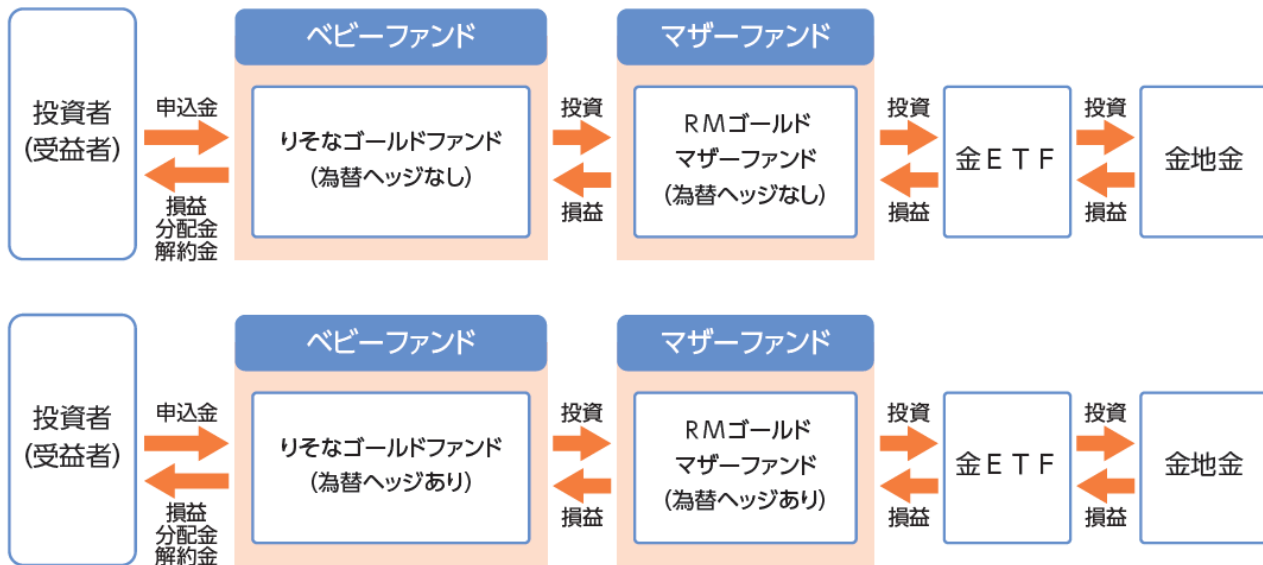 ベビーファンド
マザーファンド
投資者
(受益者)
申込金
損益
分配金
解約金
りそなゴールドファンド
(為替ヘッジなし)
投資
損益
RMゴールド
マザーファンド
(為替ヘッジなし)
投資
損益
金ETF
投資
損益
金地金
ベビーファンド
マザーファンド
投資者
(受益者)
申込金
損益
分配金
解約金
りそなゴールドファンド
(為替ヘッジあり)
投資
損益
RMゴールド
マザーファンド
(為替ヘッジあり)
投資
損益
金ETF
投資
損益
金地金